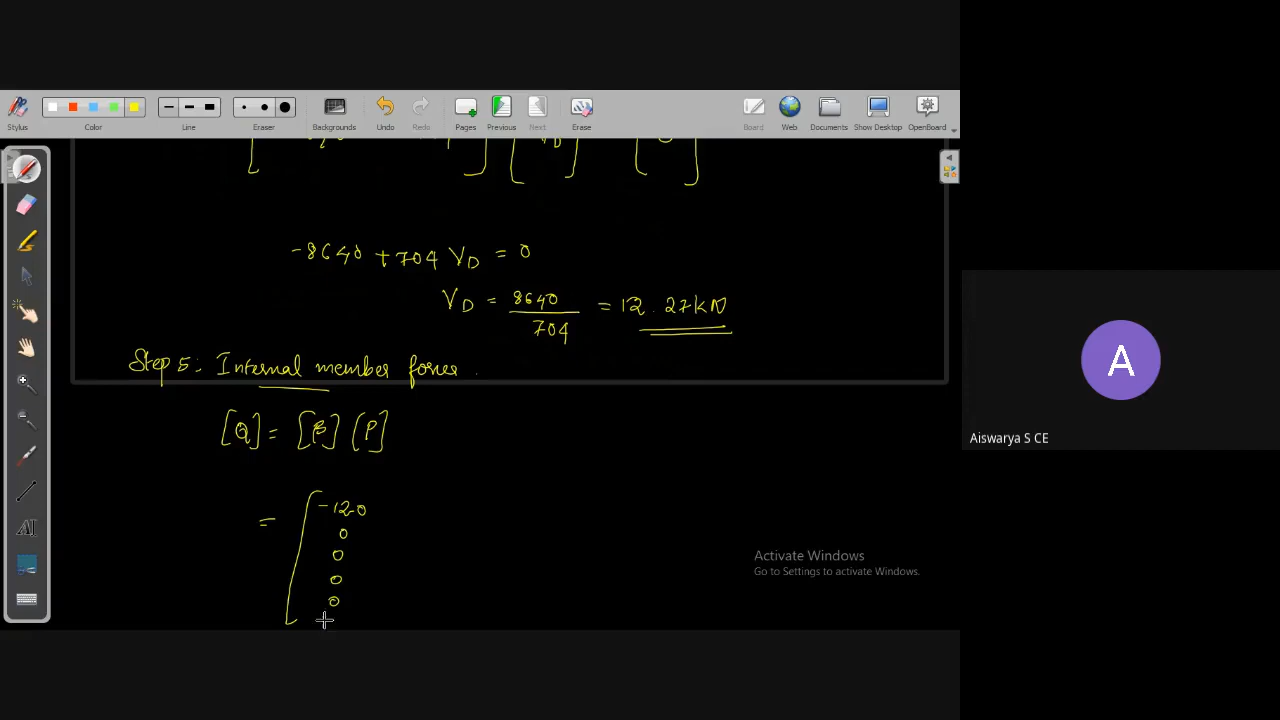 Stylus
Color
Line
Eraser
Backgrounds
Undo
Redo
Pages
Previous
Next
Erase
Board
Web
Documents
Show Desktop
OpenBoard
-8640 + 704 V_D = 0
V_D = 8640/704 = 12.27kN
Step 5: Internal member forces.
[Q] = [β] [P]
= [ -120
0
0
0
0
Activate Windows
Go to Settings to activate Windows.
A
Aiswarya S CE